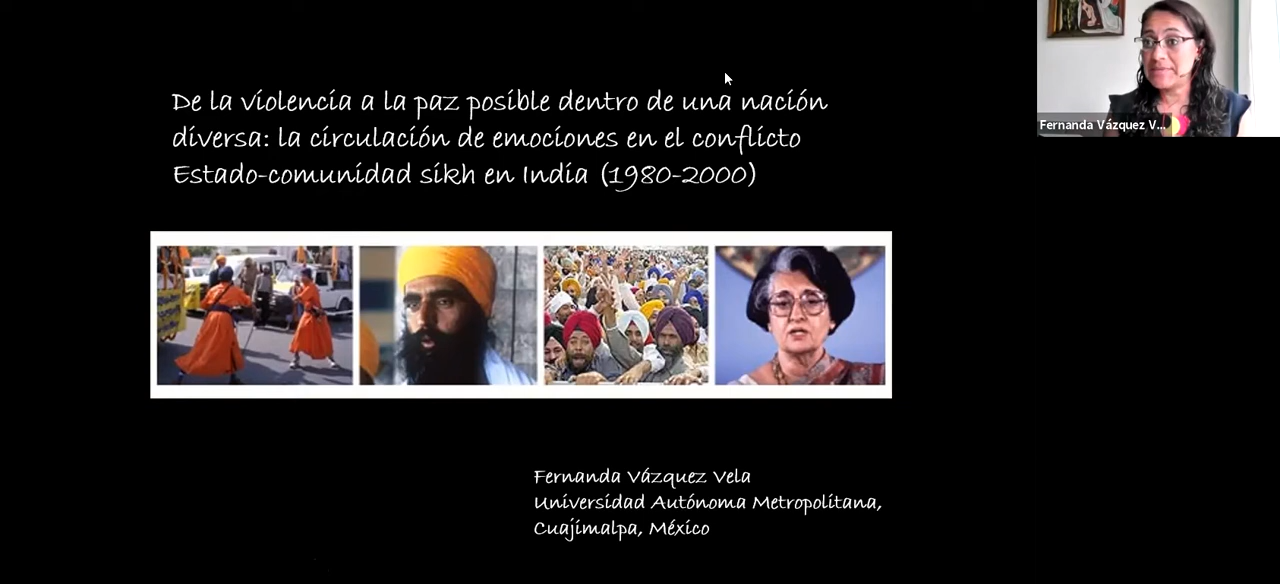 De la violencia a la paz posible dentro de una nación
diversa: la circulación de emociones en el conflicto
Estado-comunidad sikh en India (1980-2000)
Fernanda Vázquez Vela
Universidad Autónoma Metropolitana,
Cuajimalpa, México
Fernanda Vázquez V...